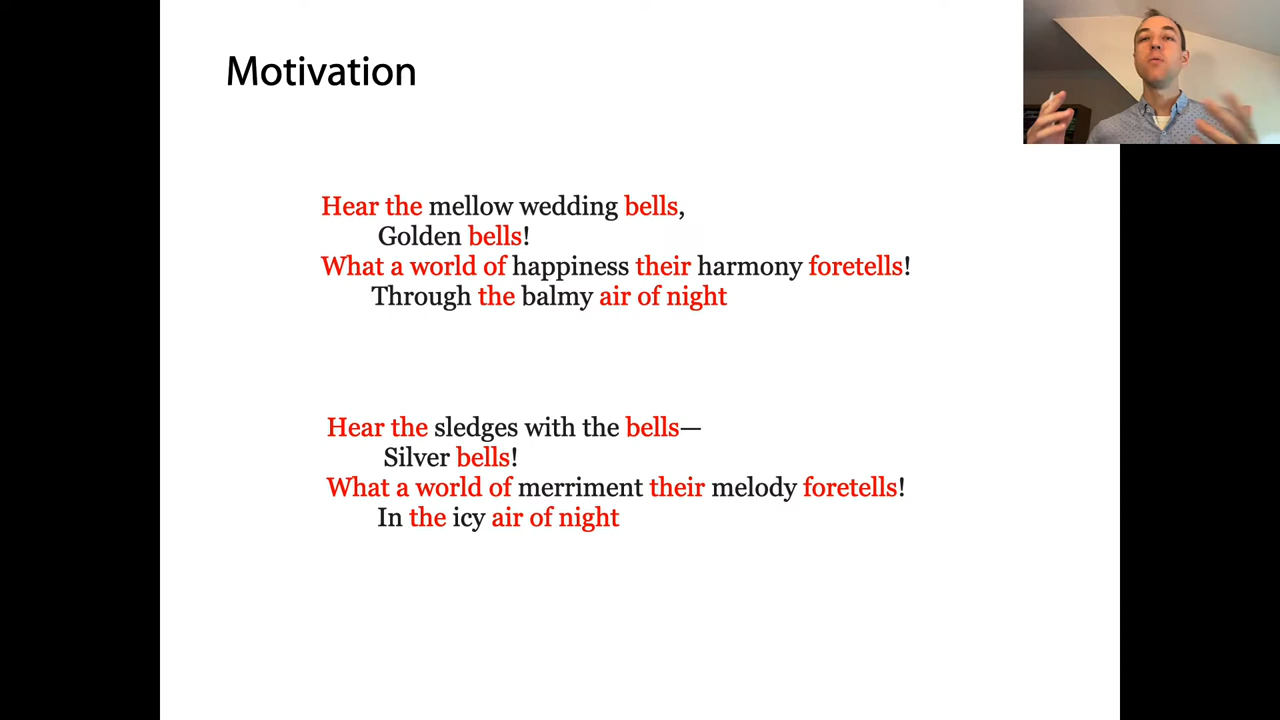 Motivation
Hear the mellow wedding bells,
Golden bells!
What a world of happiness their harmony foretells!
Through the balmy air of night
Hear the sledges with the bells—
Silver bells!
What a world of merriment their melody foretells!
In the icy air of night